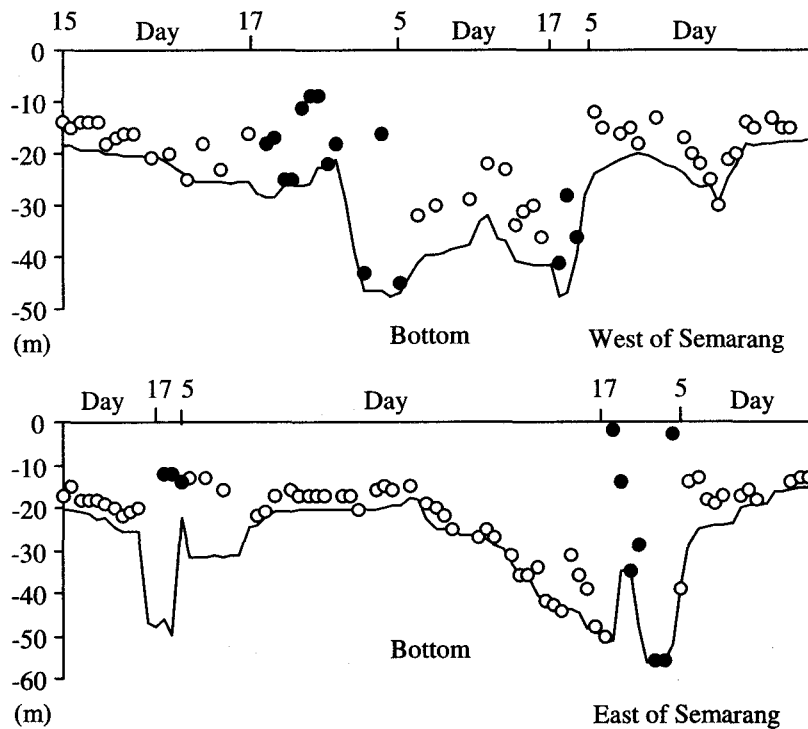 15 Day 17 5 Day 17 5 Day
0
-10
-20
-30
-40
-50
(m) Bottom West of Semarang
Day 17 5 Day 17 5 Day
0
-10
-20
-30
-40
-50
-60
Bottom
(m) East of Semarang